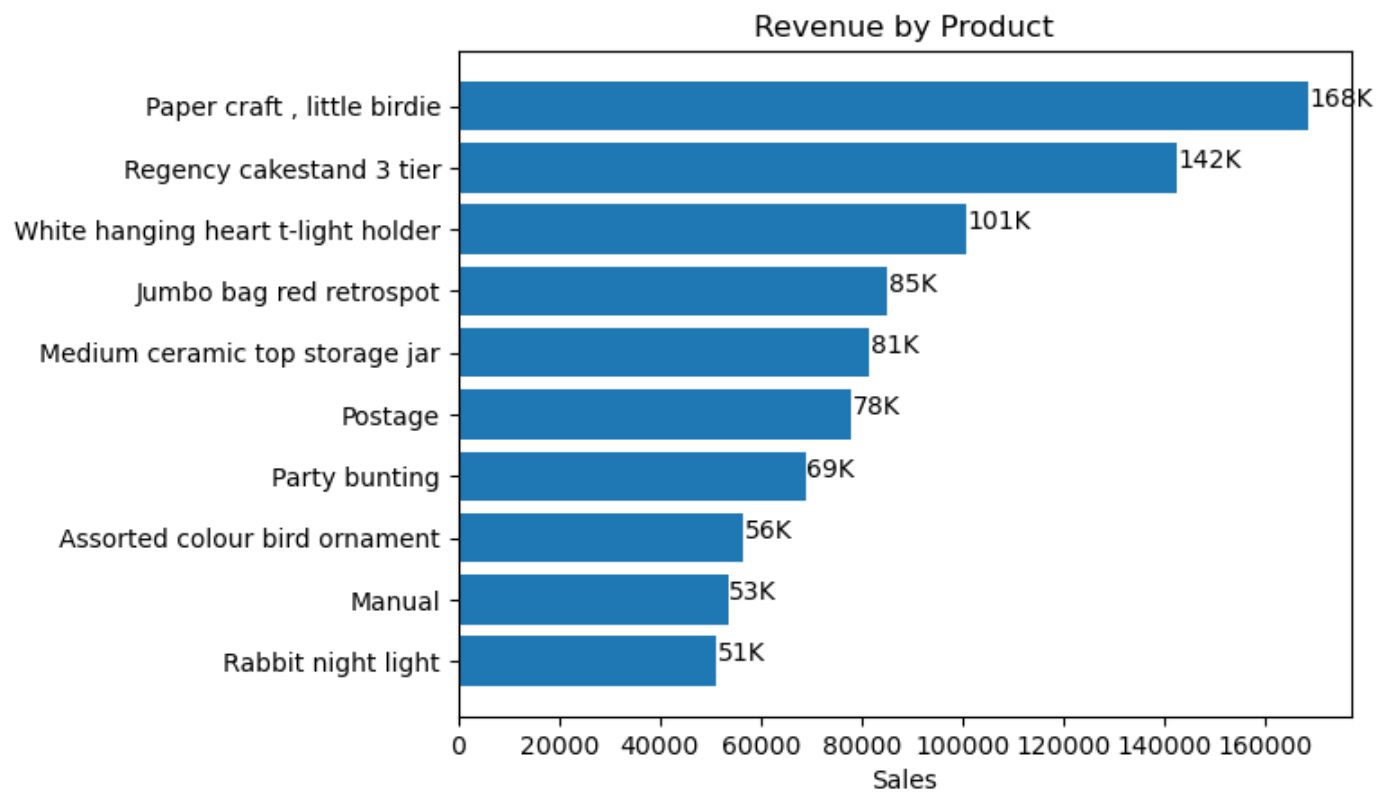 Revenue by Product
Paper craft , little birdie 168K
Regency cakestand 3 tier 142K
White hanging heart t-light holder 101K
Jumbo bag red retrospot 85K
Medium ceramic top storage jar 81K
Postage 78K
Party bunting 69K
Assorted colour bird ornament 56K
Manual 53K
Rabbit night light 51K
0 20000 40000 60000 80000 100000 120000 140000 160000
Sales